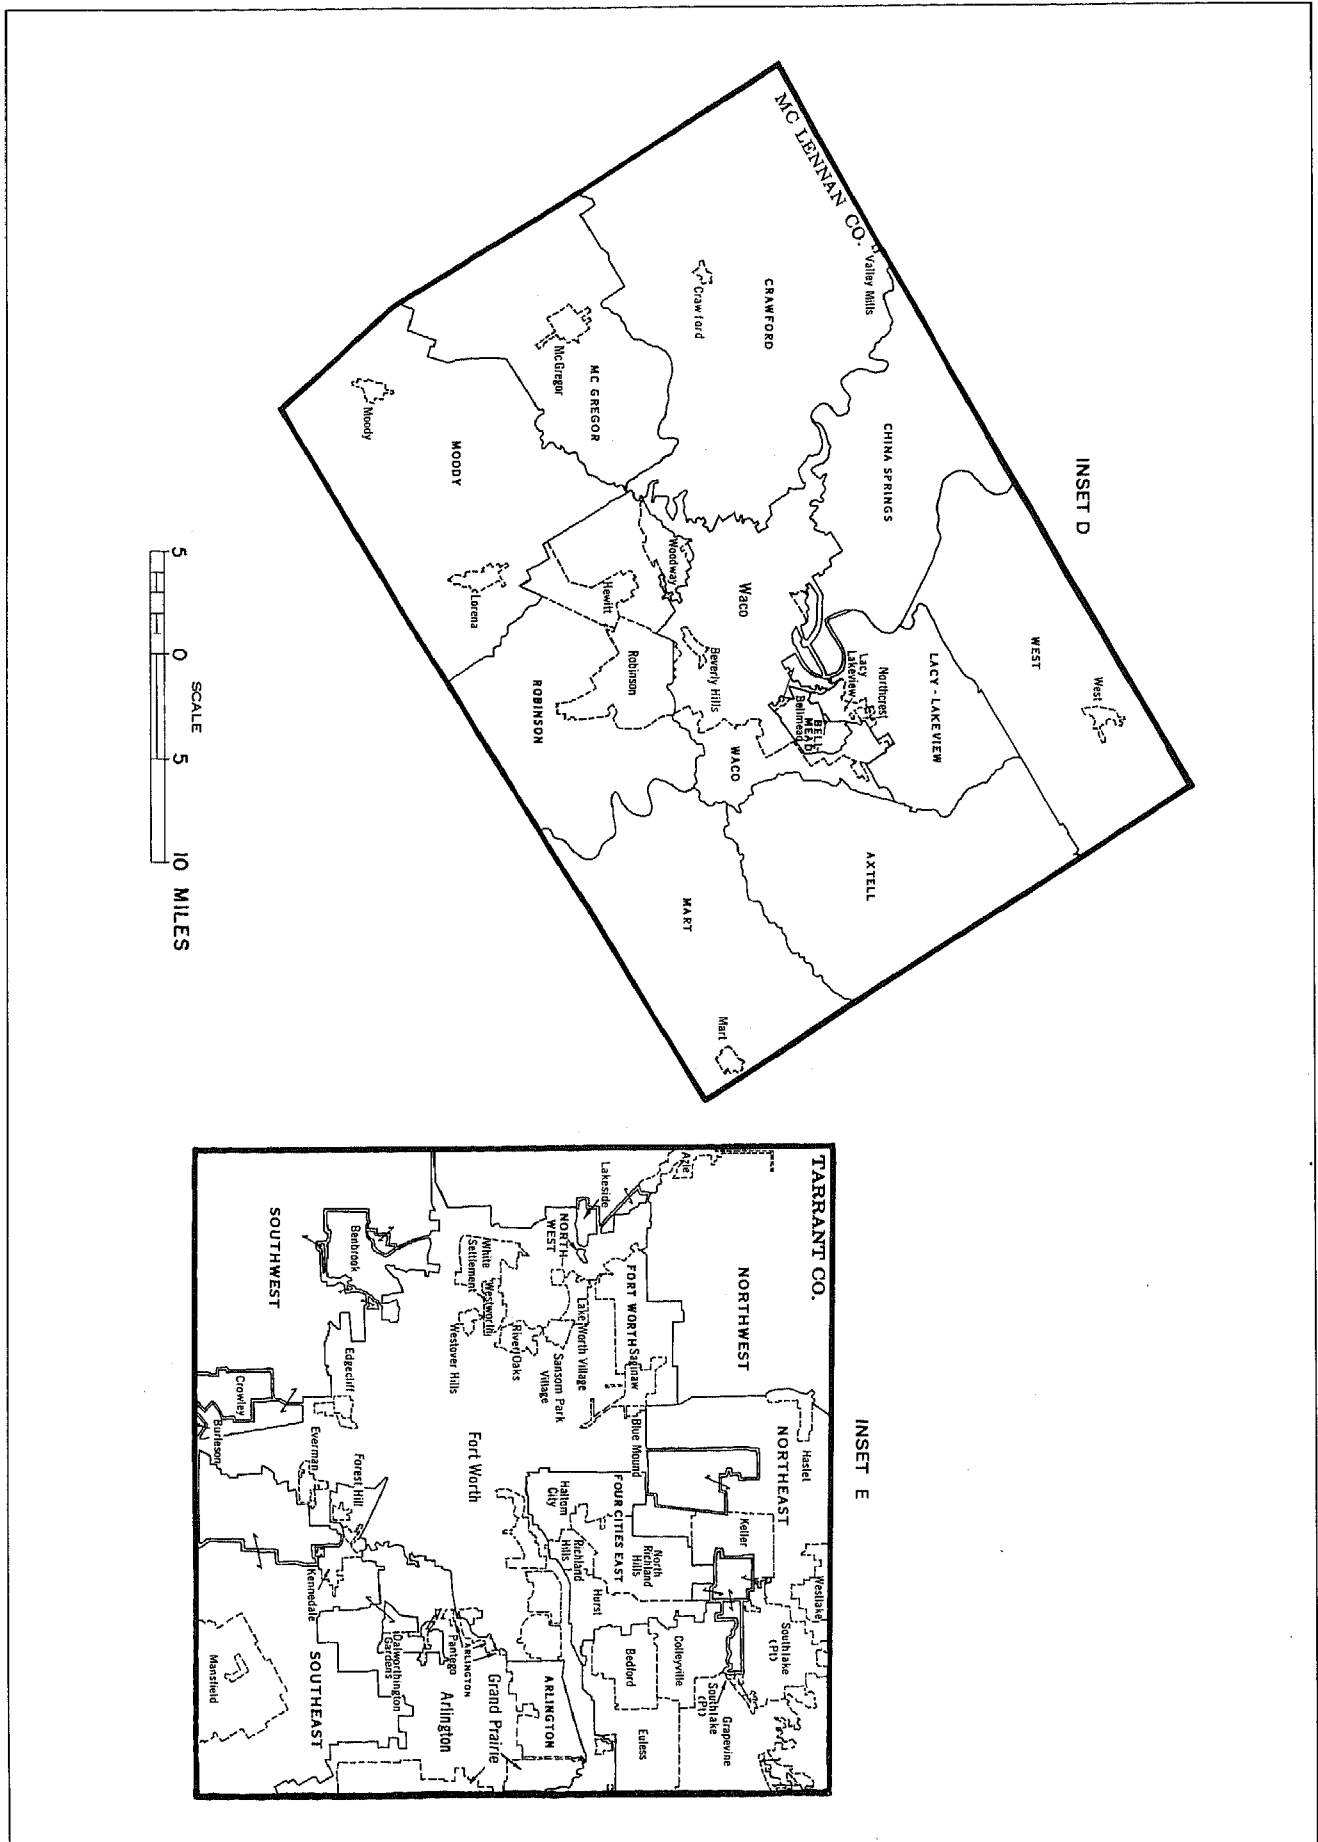 INSET D
MC LENNAN CO.
Valley Mills
CRAWFORD
Crawford
MC GREGOR
McGregor
MOODY
Moody
CHINA SPRINGS
WEST
West
LACY - LAKEVIEW
Northcrest
Lacy
Lakeview
BELL
MEAD
Bellmead
Waco
WACO
Woodway
Beverly Hills
Hewitt
Robinson
ROBINSON
Lorena
AXTELL
MART
Mart
5 0 5 10 MILES
SCALE
INSET E
TARRANT CO.
NORTHWEST
NORTHEAST
Haslet
Azle
Lakeside
NORTH
WEST
FORT WORTH
Saginaw
Blue Mound
Lake Worth Village
Sansom Park
Village
River Oaks
Westworth
White
Settlement
Westover Hills
Keller
Westlake
Southlake
(Pt)
Southlake
(Pt)
Grapevine
Colleyville
North
Richland
Hills
FOUR CITIES EAST
Haltom
City
Richland
Hills
Hurst
Bedford
Euless
Fort Worth
ARLINGTON
ARLINGTON
Grand Prairie
Arlington
Pantego
Dalworthington
Gardens
Benbrook
SOUTHWEST
Edgecliff
Crowley
Burleson
Everman
Forest Hill
Kennedale
SOUTHEAST
Mansfield